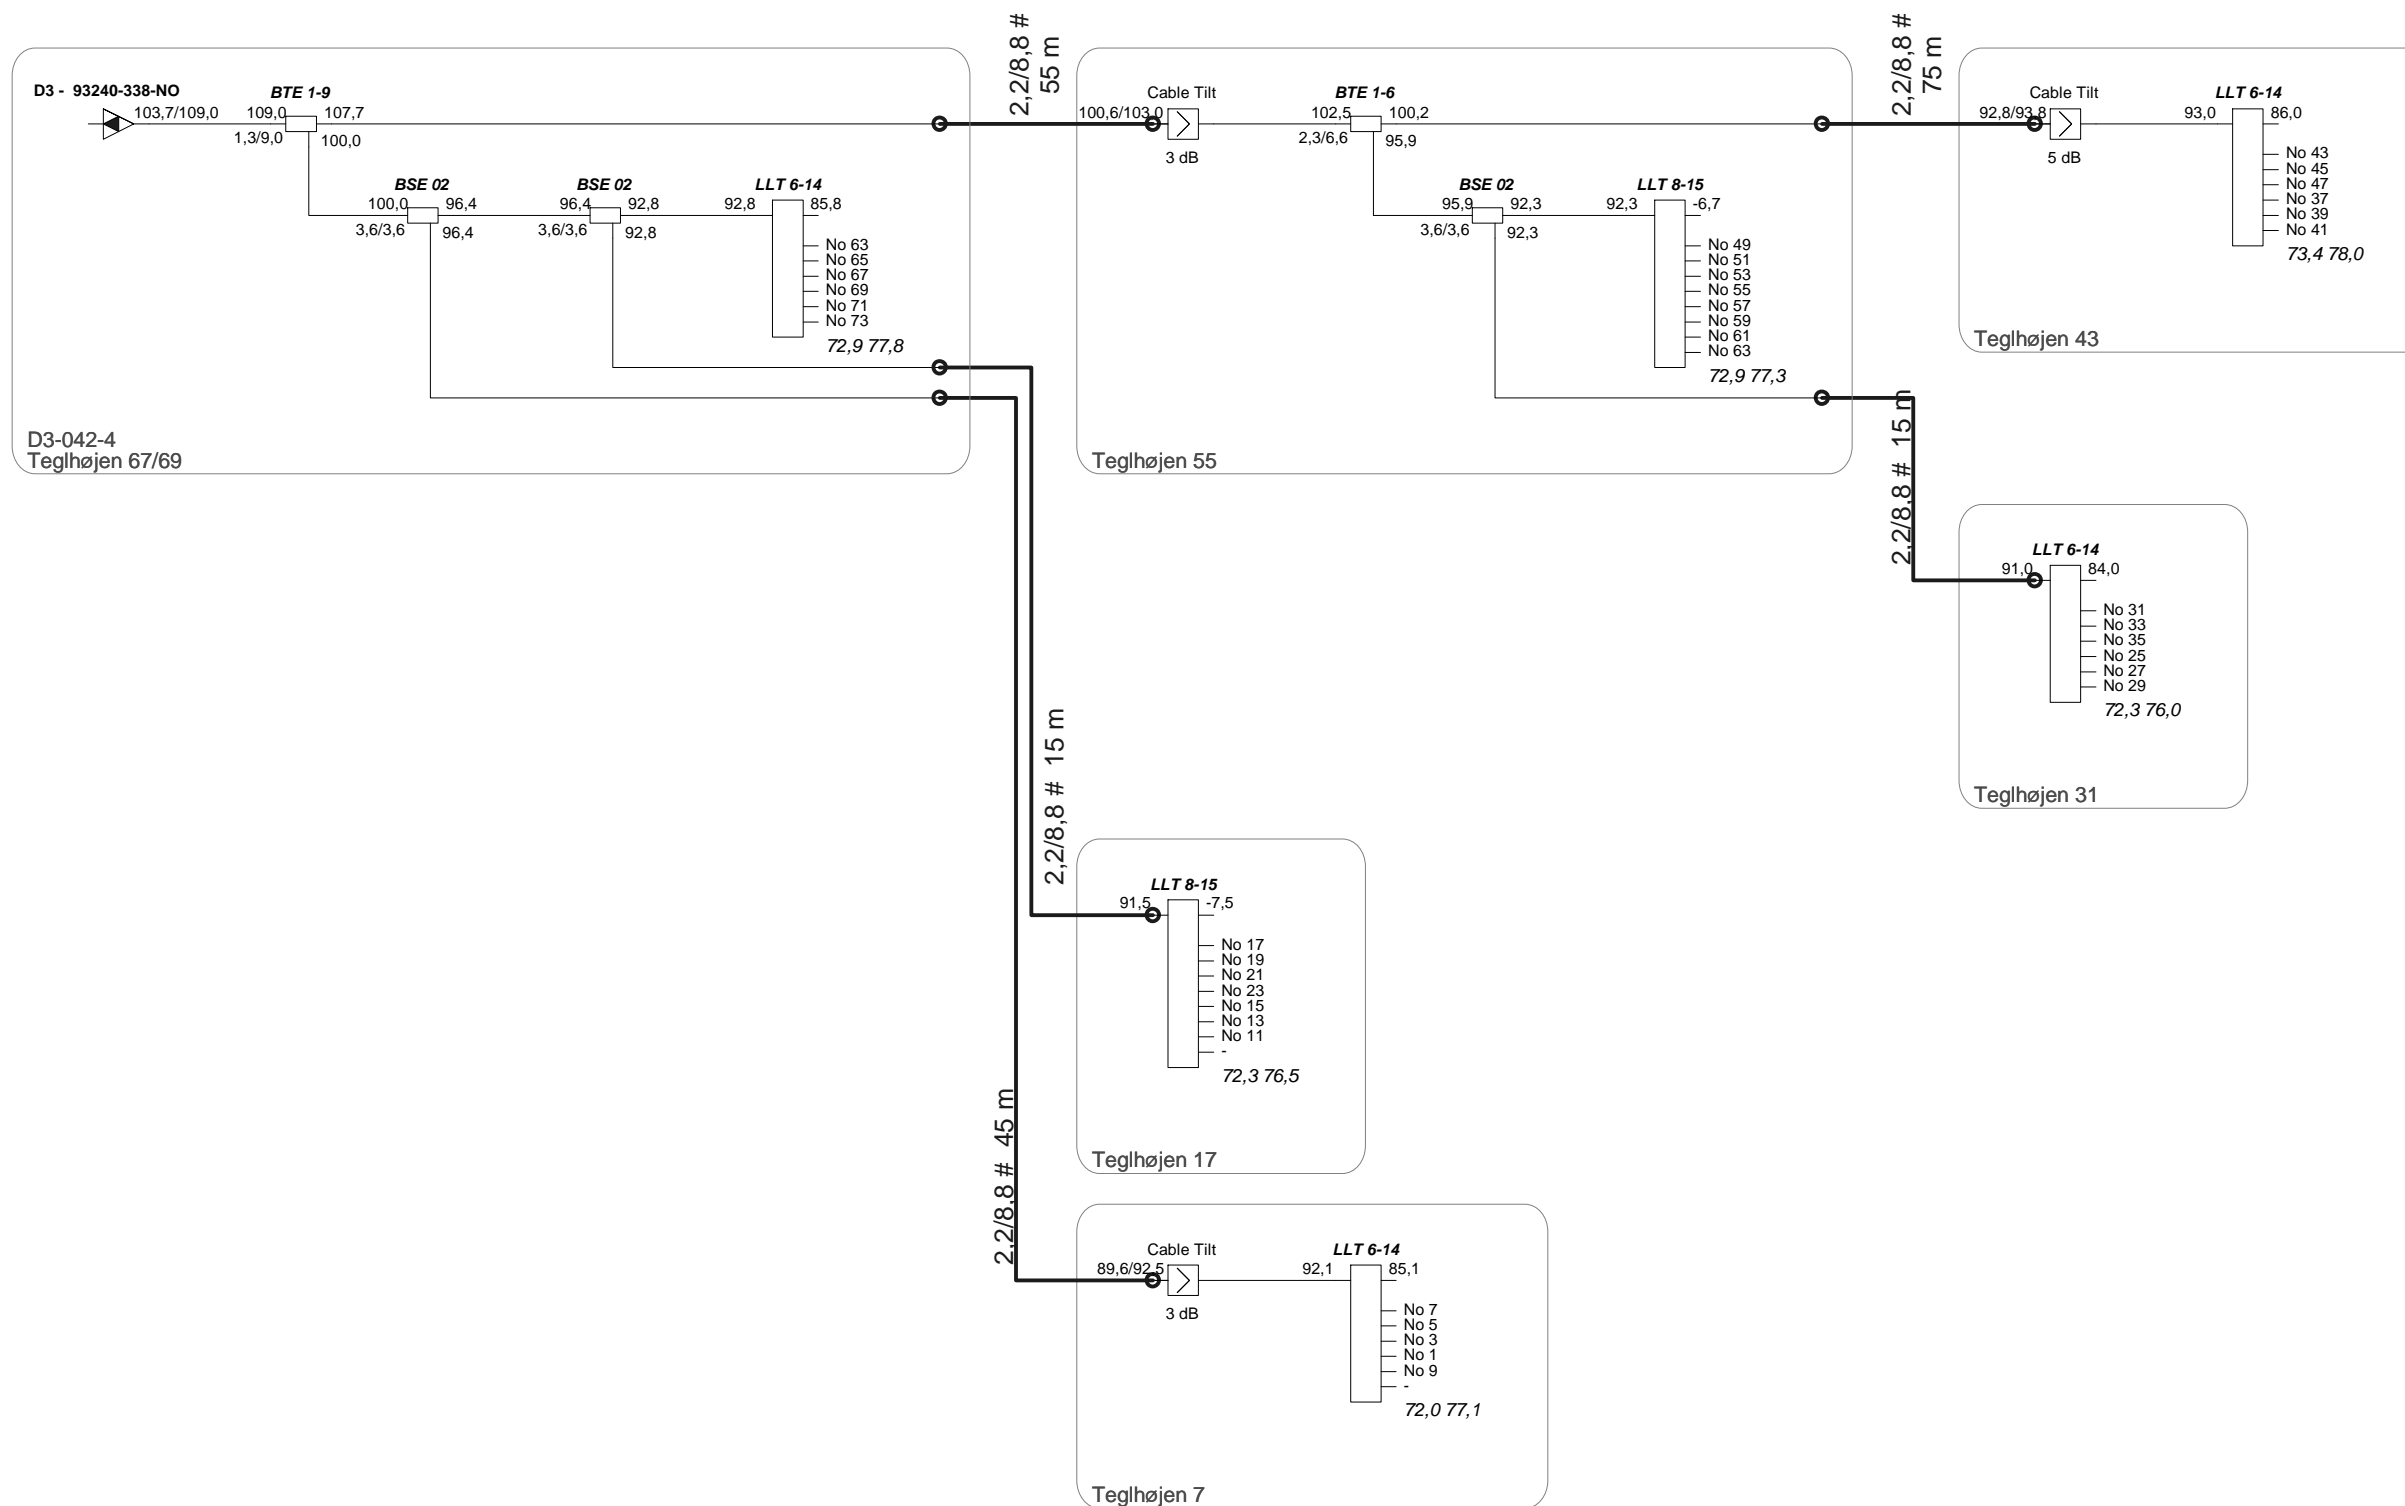 2,2/8,8 #
55 m
2,2/8,8 #
75 m
D3 - 93240-338-NO
103,7/109,0
BTE 1-9
109,0
107,7
1,3/9,0
100,0
BSE 02
100,0
96,4
3,6/3,6
96,4
BSE 02
96,4
92,8
3,6/3,6
92,8
LLT 6-14
92,8
85,8
No 63
No 65
No 67
No 69
No 71
No 73
72,9 77,8
D3-042-4
Teglhøjen 67/69
Cable Tilt
100,6/103,0
3 dB
BTE 1-6
102,5
100,2
2,3/6,6
95,9
BSE 02
95,9
92,3
3,6/3,6
92,3
LLT 8-15
92,3
-6,7
No 49
No 51
No 53
No 55
No 57
No 59
No 61
No 63
72,9 77,3
Teglhøjen 55
Cable Tilt
92,8/93,8
5 dB
LLT 6-14
93,0
86,0
No 43
No 45
No 47
No 37
No 39
No 41
73,4 78,0
Teglhøjen 43
2,2/8,8 # 15 m
LLT 6-14
91,0
84,0
No 31
No 33
No 35
No 25
No 27
No 29
72,3 76,0
Teglhøjen 31
2,2/8,8 # 15 m
LLT 8-15
91,5
-7,5
No 17
No 19
No 21
No 23
No 15
No 13
No 11
-
72,3 76,5
Teglhøjen 17
2,2/8,8 # 45 m
Cable Tilt
89,6/92,5
3 dB
LLT 6-14
92,1
85,1
No 7
No 5
No 3
No 1
No 9
-
72,0 77,1
Teglhøjen 7